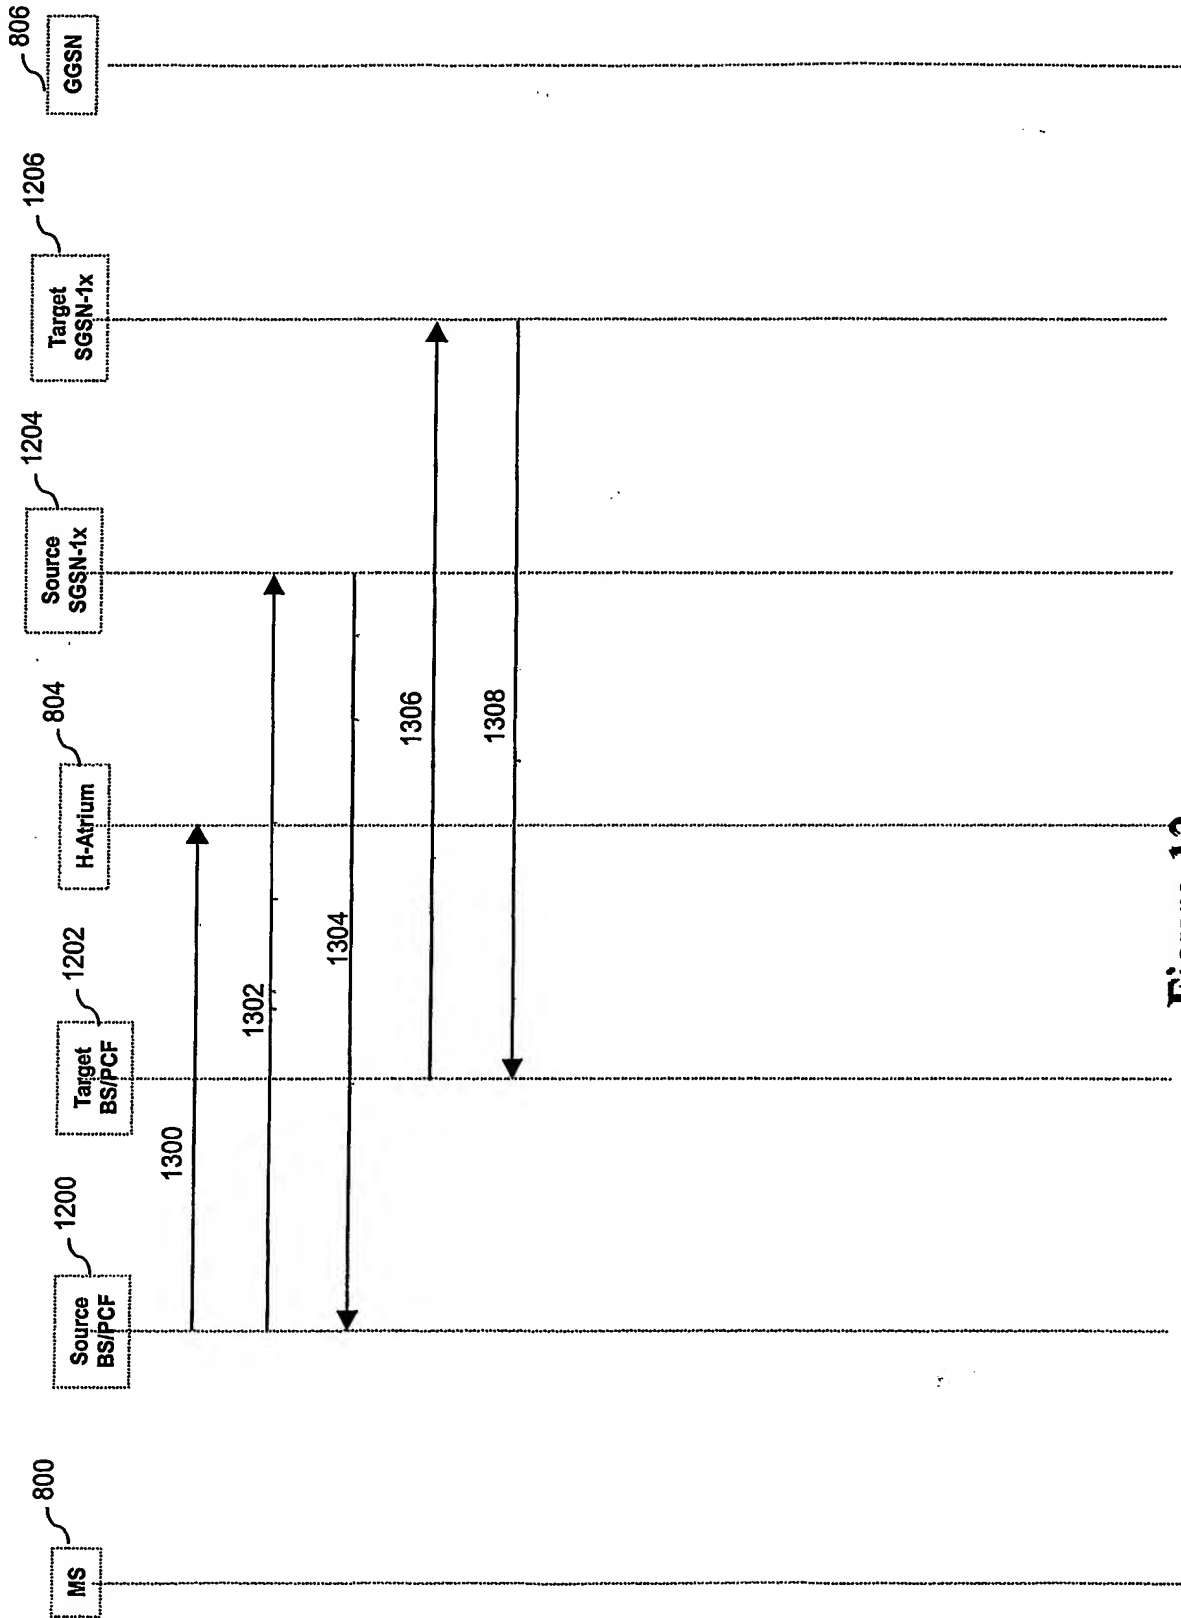 800
MS
1200
Source
BS/PCF
1202
Target
BS/PCF
804
H-Atrium
1204
Source
SGSN-1x
1206
Target
SGSN-1x
806
GGSN
1300
1302
1304
1306
1308